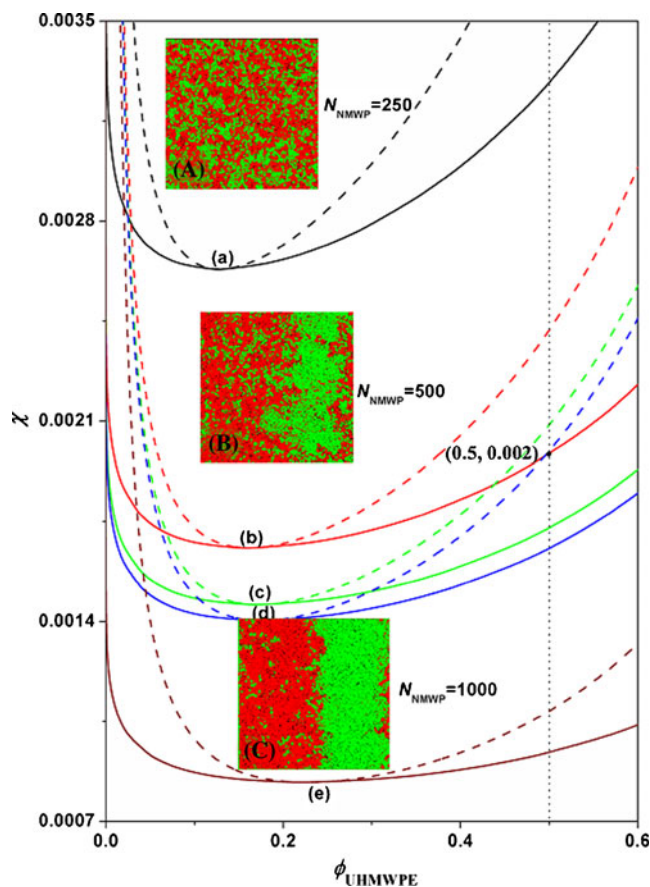 0.0035
(A)
N_NMWP=250
0.0028
(a)
(B)
N_NMWP=500
0.0021
(0.5, 0.002)
χ
(b)
(c)
(d)
0.0014
(C)
N_NMWP=1000
(e)
0.0007
0.0 0.2 0.4 0.6
ϕ_UHMWPE